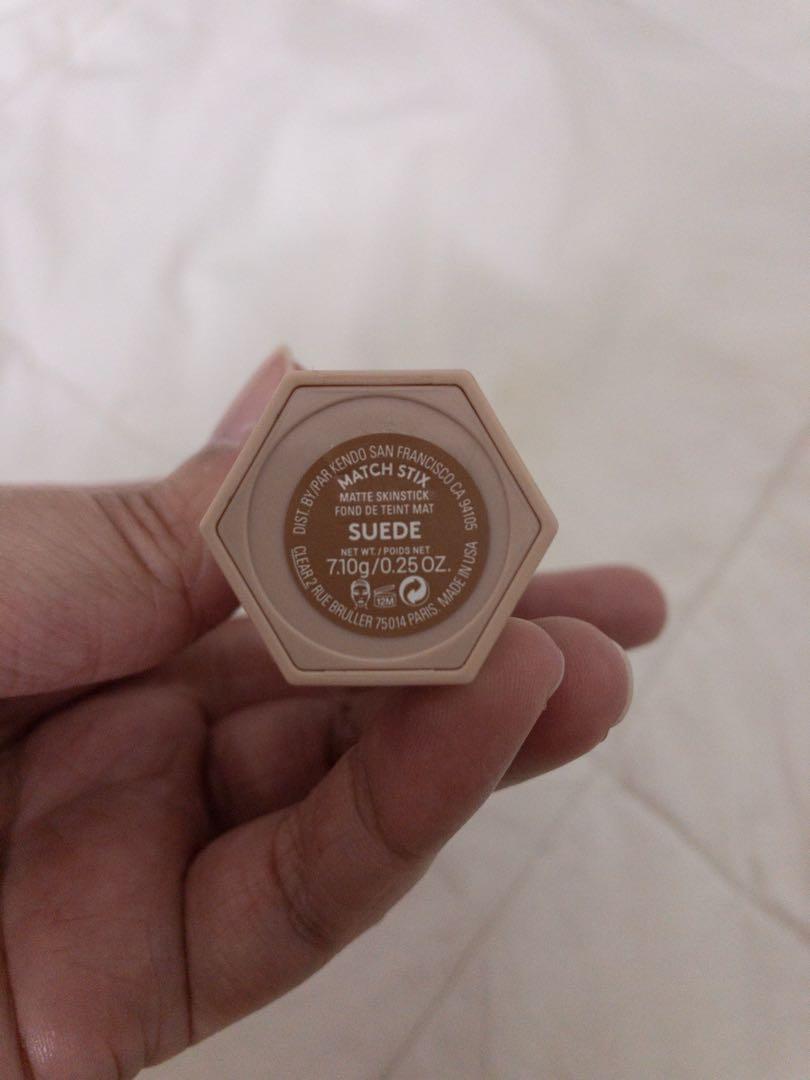 DIST. BY/PAR KENDO SAN FRANCISCO CA 94105
MATCH STIX
MATTE SKINSTICK
FOND DE TEINT MAT
SUEDE
NET WT. / POIDS NET
7.10g/0.25 OZ.
12M
CLEAR 2 RUE BRULLER 75014 PARIS. MADE IN USA